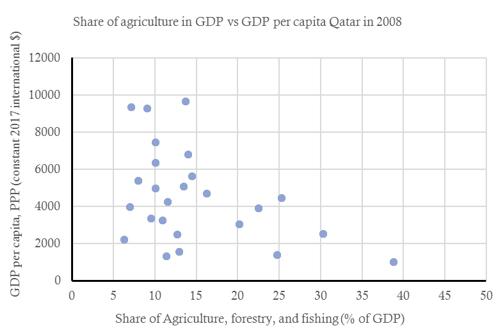 Share of agriculture in GDP vs GDP per capita Qatar in 2008
GDP per capita, PPP (constant 2017 international $)
12000
10000
8000
6000
4000
2000
0
0 5 10 15 20 25 30 35 40 45 50
Share of Agriculture, forestry, and fishing (% of GDP)